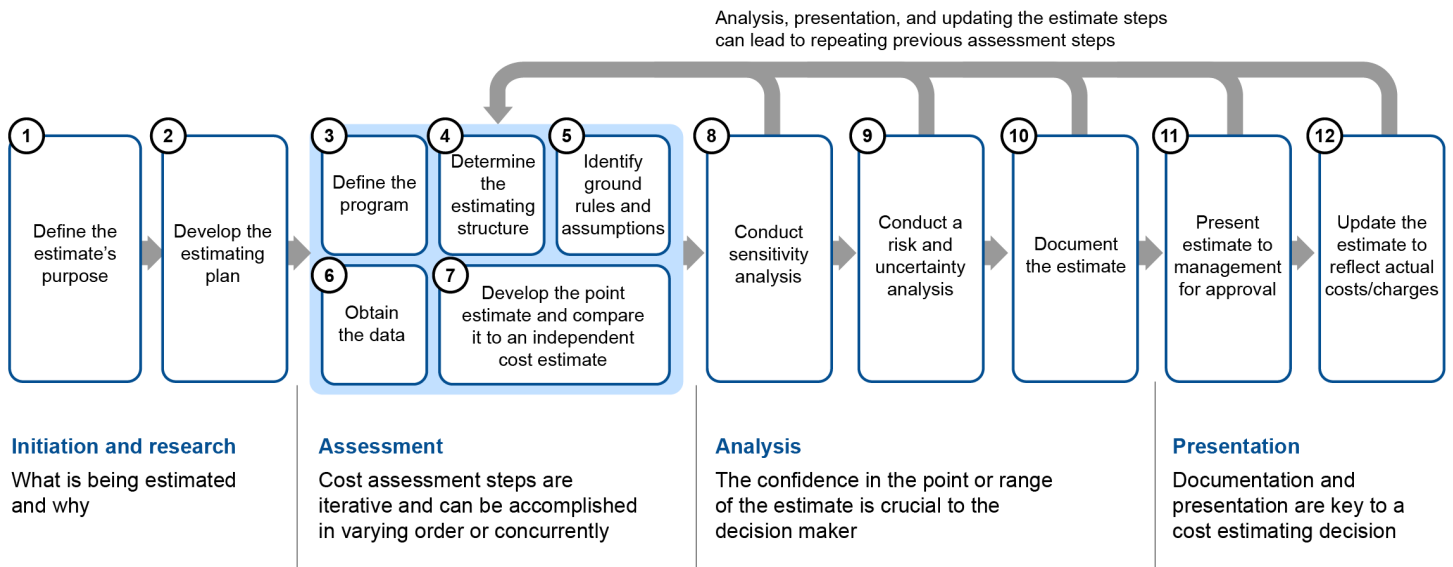 Analysis, presentation, and updating the estimate steps
can lead to repeating previous assessment steps
1
Define the
estimate’s
purpose
2
Develop the
estimating
plan
3
Define the
program
4
Determine
the
estimating
structure
5
Identify
ground
rules and
assumptions
6
Obtain
the data
7
Develop the point
estimate and compare
it to an independent
cost estimate
8
Conduct
sensitivity
analysis
9
Conduct a
risk and
uncertainty
analysis
10
Document
the estimate
11
Present
estimate to
management
for approval
12
Update the
estimate to
reflect actual
costs/charges
Initiation and research
What is being estimated
and why
Assessment
Cost assessment steps are
iterative and can be accomplished
in varying order or concurrently
Analysis
The confidence in the point or range
of the estimate is crucial to the
decision maker
Presentation
Documentation and
presentation are key to a
cost estimating decision